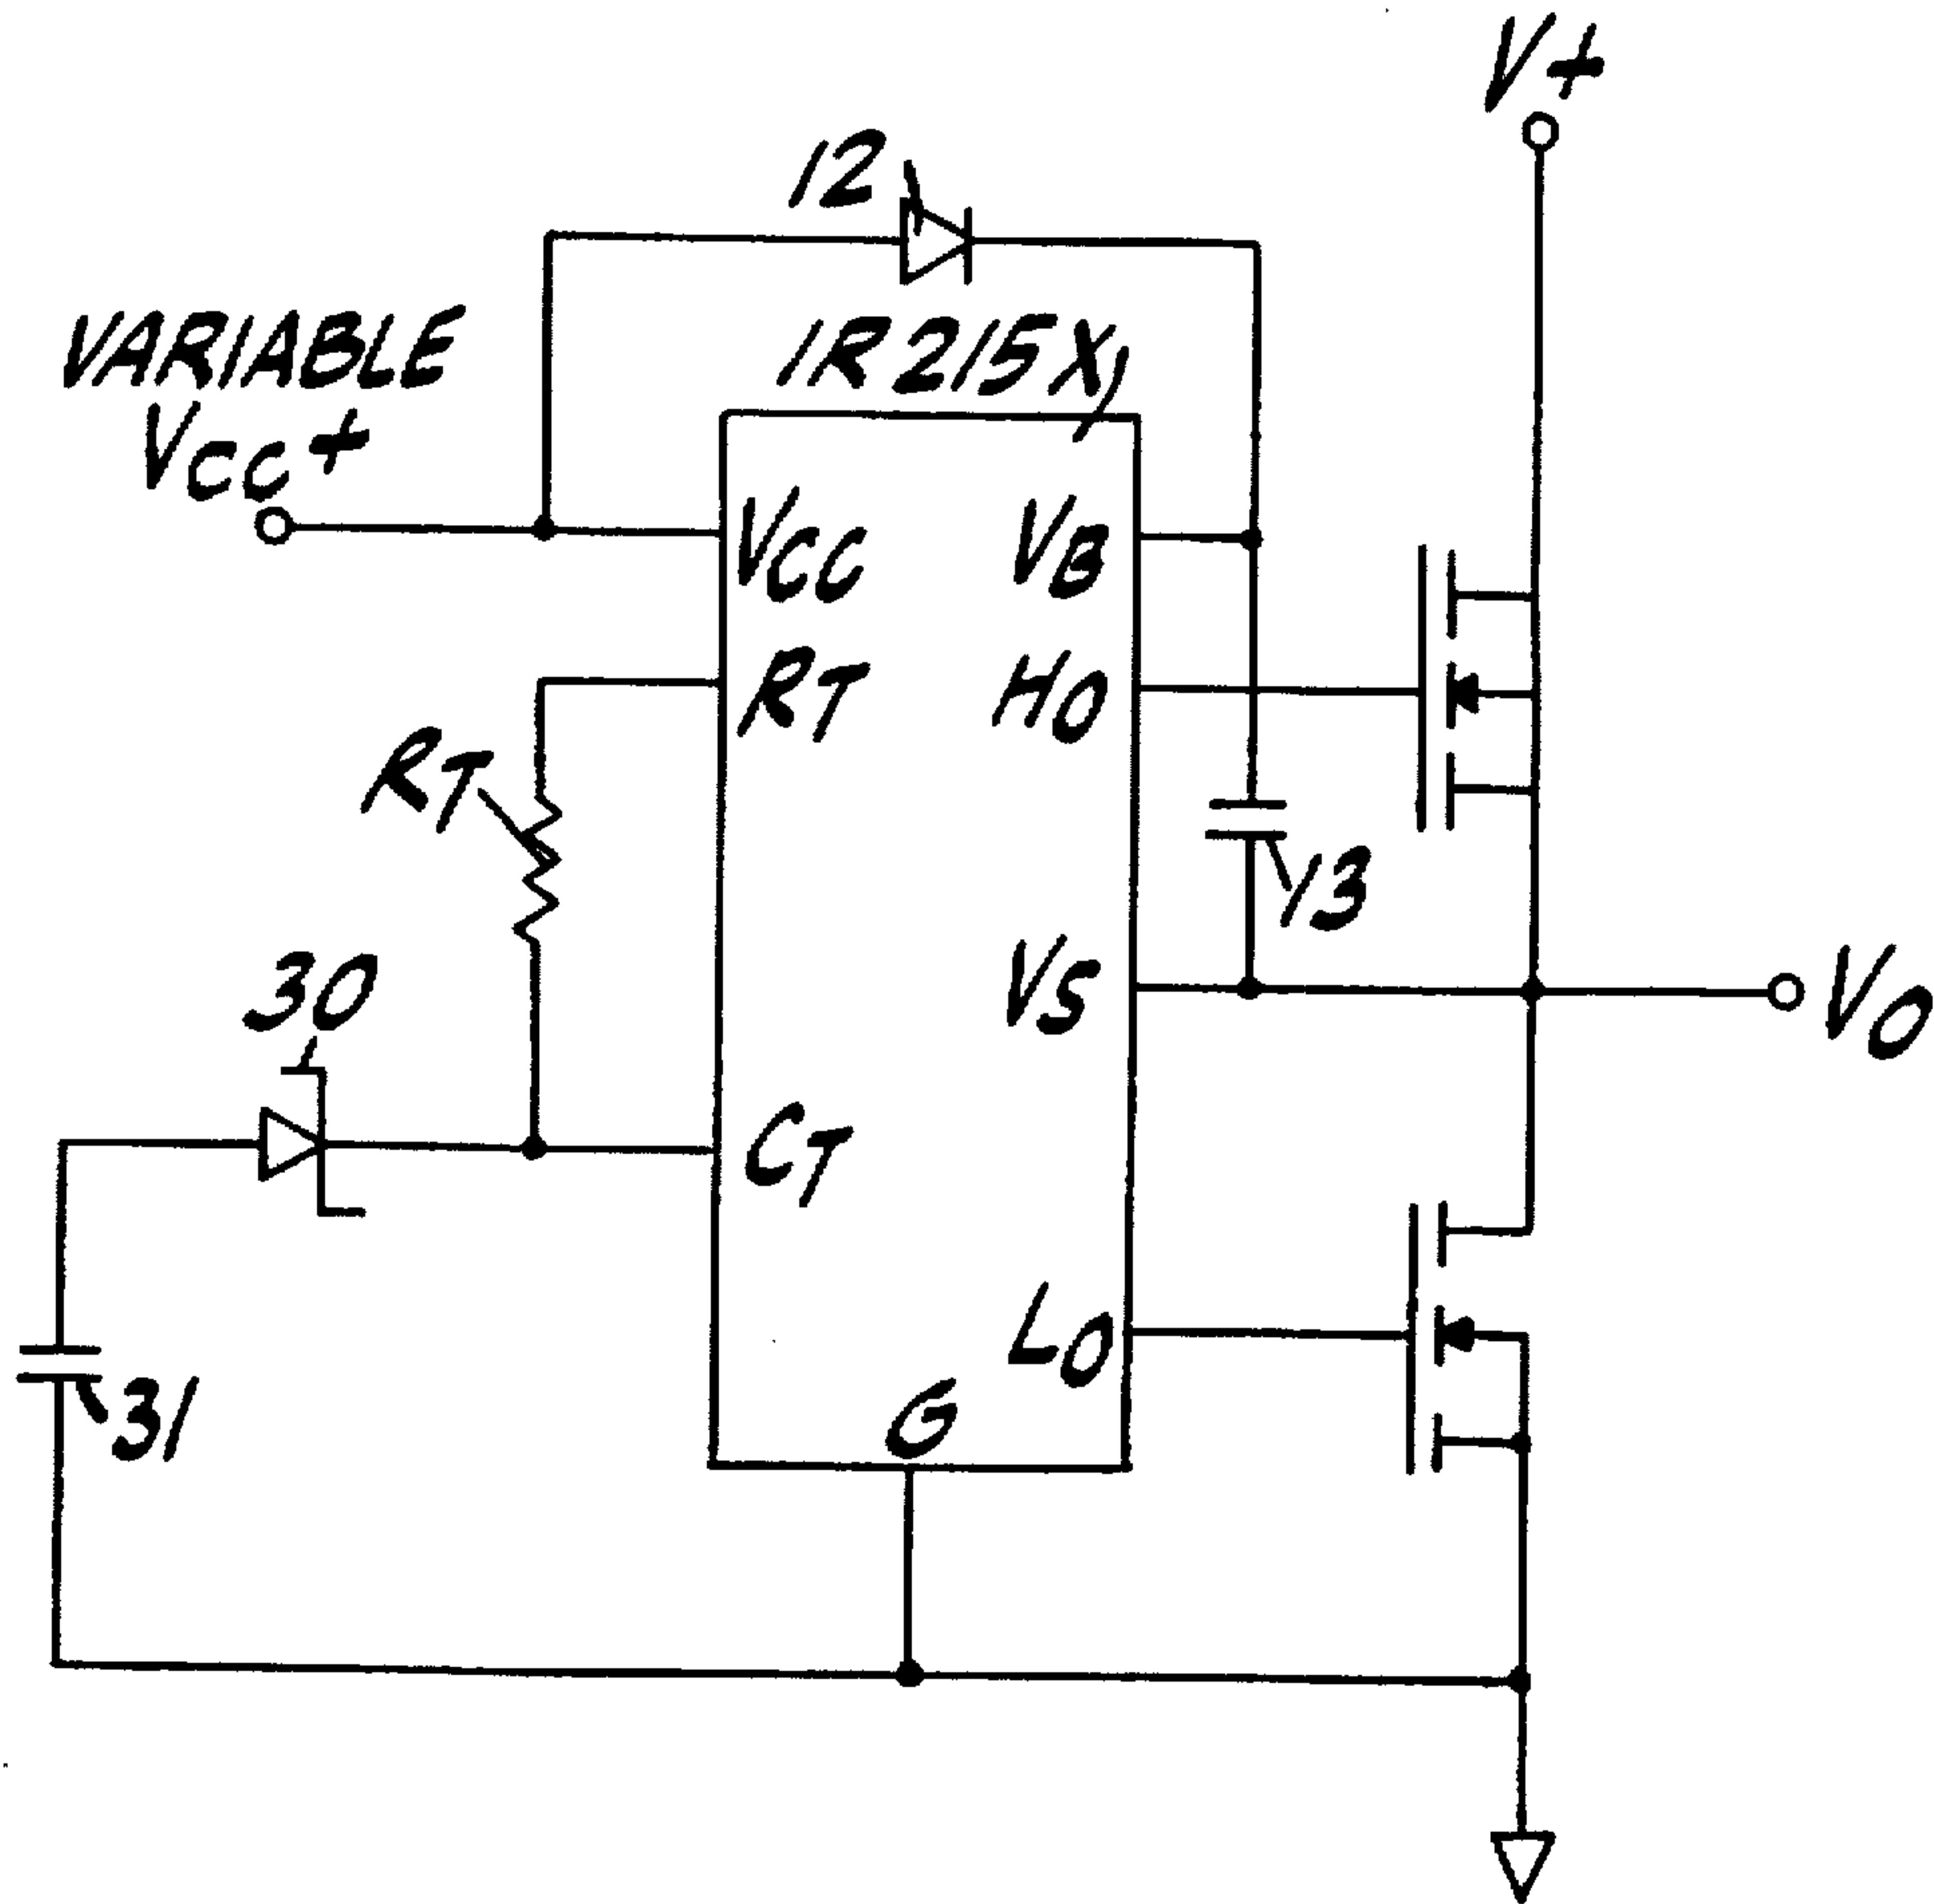 V+
12
VARIABLE
VCC+
IR215X
VCC
VB
RT
HO
RT
13
30
VS
VO
CT
LO
31
G